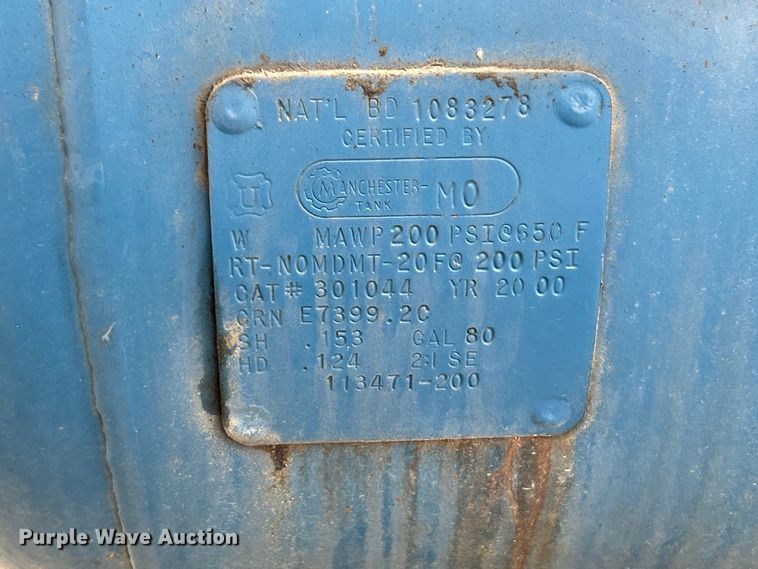 NAT'L BD 1083278
CERTIFIED BY
U
MANCHESTER-
TANK
MO
W MAWP 200 PSI@650 F
RT-NOMDMT-20F@ 200 PSI
CAT# 301044 YR 2000
CRN E7399.2C
SH .153 GAL 80
HD .124 2:1 SE
113471-200
Purple Wave Auction